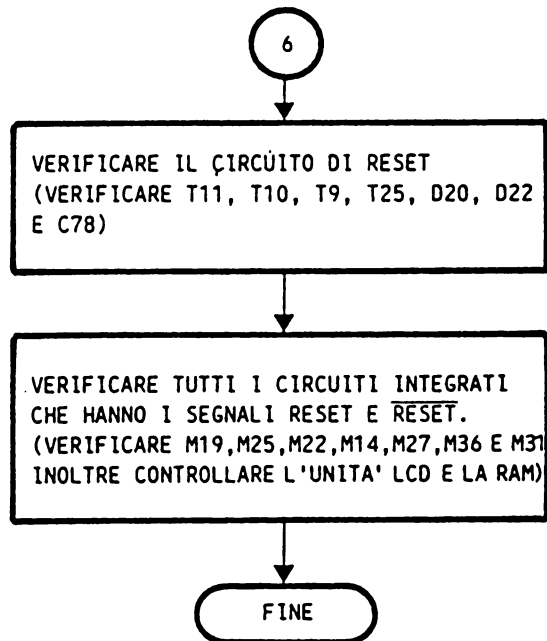 6
VERIFICARE IL CIRCUITO DI RESET
(VERIFICARE T11, T10, T9, T25, D20, D22
E C78)
VERIFICARE TUTTI I CIRCUITI INTEGRATI
CHE HANNO I SEGNALI RESET E R̅E̅S̅E̅T̅.
(VERIFICARE M19,M25,M22,M14,M27,M36 E M31
INOLTRE CONTROLLARE L'UNITA' LCD E LA RAM)
FINE